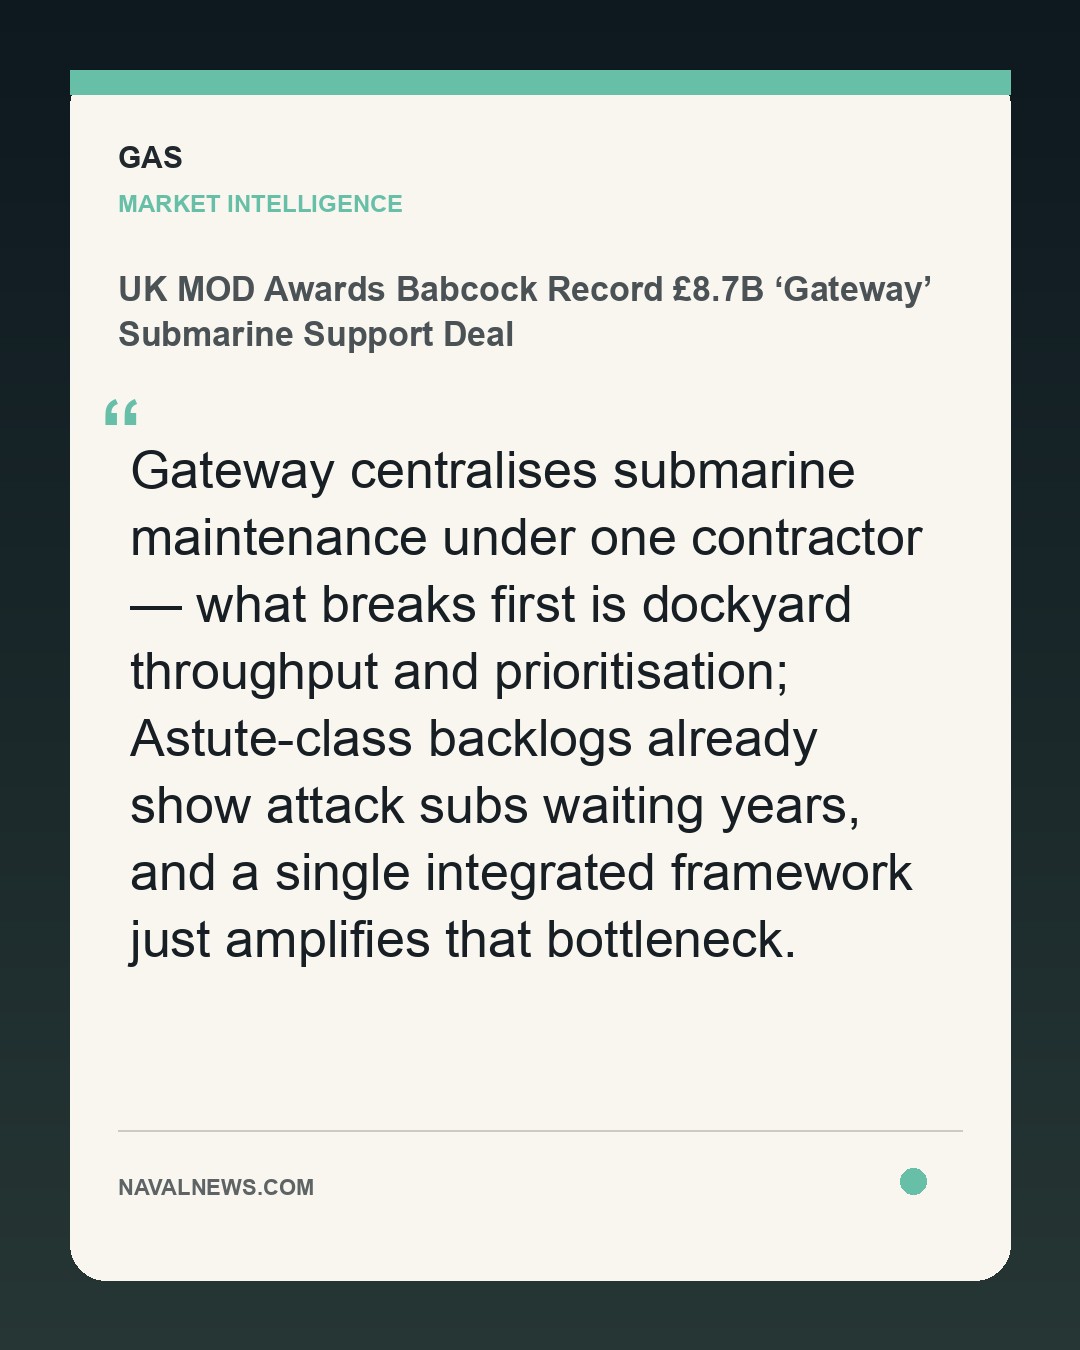 GAS
MARKET INTELLIGENCE
UK MOD Awards Babcock Record £8.7B ‘Gateway’
Submarine Support Deal
“
Gateway centralises submarine
maintenance under one contractor
— what breaks first is dockyard
throughput and prioritisation;
Astute-class backlogs already
show attack subs waiting years,
and a single integrated framework
just amplifies that bottleneck.
NAVALNEWS.COM